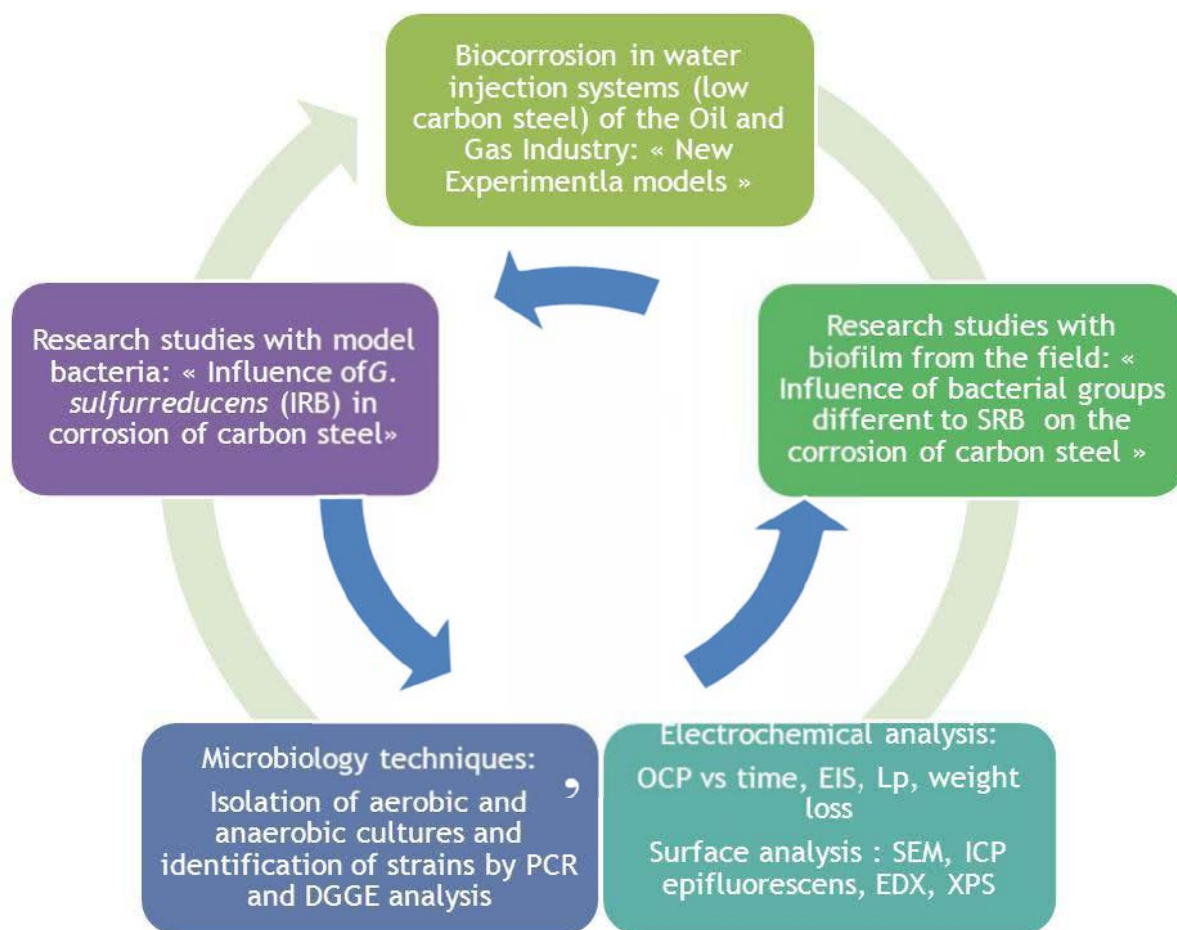 Biocorrosion in water
injection systems (low
carbon steel) of the Oil and
Gas Industry: « New
Experimentla models »
Research studies with model
bacteria: « Influence ofG.
sulfurreducens (IRB) in
corrosion of carbon steel»
Research studies with
biofilm from the field: «
Influence of bacterial groups
different to SRB on the
corrosion of carbon steel »
Microbiology techniques:
,
Isolation of aerobic and
anaerobic cultures and
identification of strains by PCR
and DGGE analysis
Electrochemical analysis:
OCP vs time, EIS, Lp, weight
loss
Surface analysis : SEM, ICP
epifluorescens, EDX, XPS